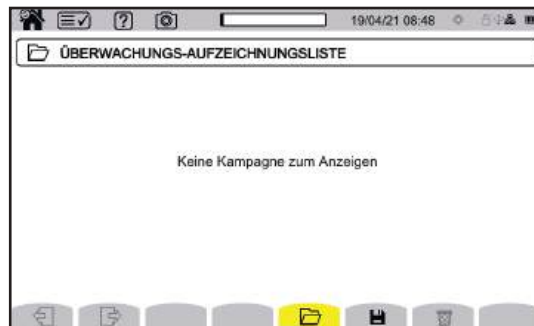 19/04/21 08:48
ÜBERWACHUNGS-AUFZEICHNUNGSLISTE
Keine Kampagne zum Anzeigen